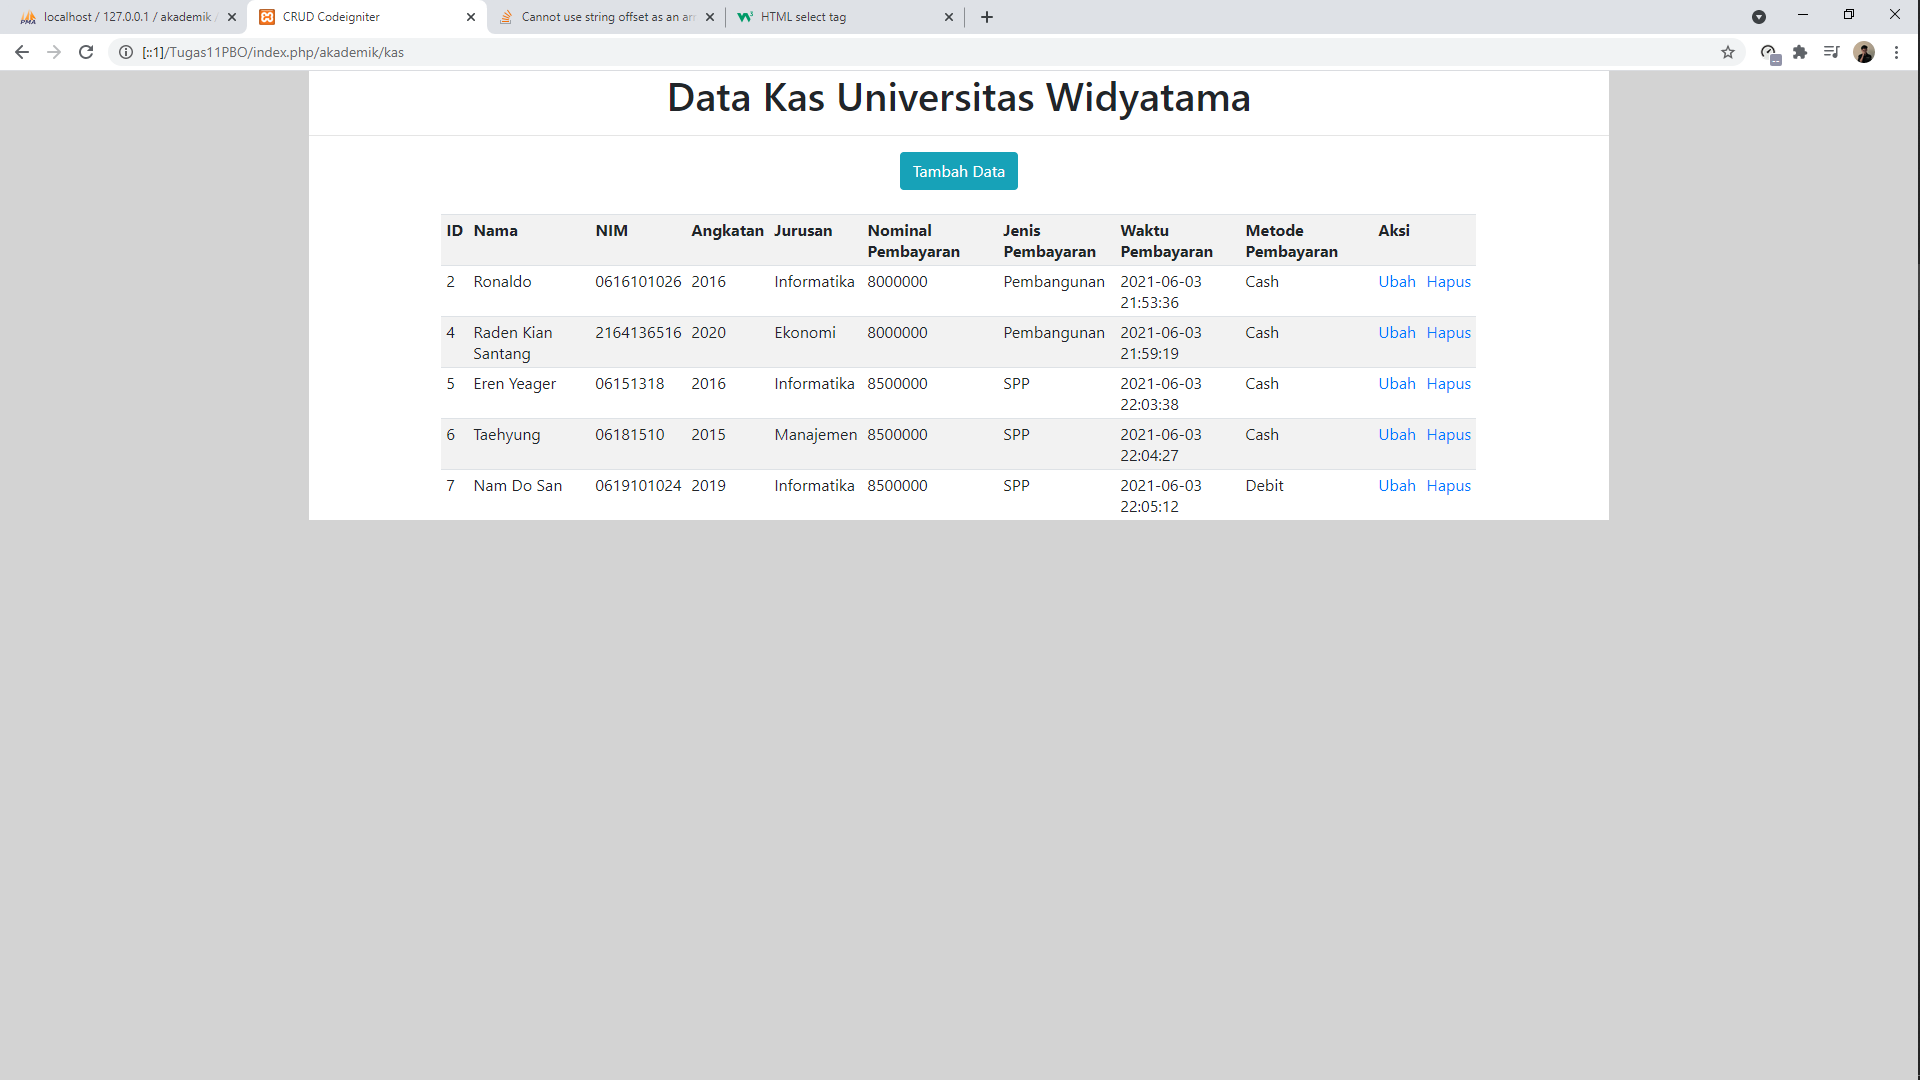 localhost / 127.0.0.1 / akademik
CRUD Codeigniter
Cannot use string offset as an ar
HTML select tag
[::1]/Tugas11PBO/index.php/akademik/kas
Data Kas Universitas Widyatama
Tambah Data
ID Nama NIM Angkatan Jurusan Nominal Pembayaran Jenis Pembayaran Waktu Pembayaran Metode Pembayaran Aksi
2 Ronaldo 0616101026 2016 Informatika 8000000 Pembangunan 2021-06-03 21:53:36 Cash Ubah Hapus
4 Raden Kian Santang 2164136516 2020 Ekonomi 8000000 Pembangunan 2021-06-03 21:59:19 Cash Ubah Hapus
5 Eren Yeager 06151318 2016 Informatika 8500000 SPP 2021-06-03 22:03:38 Cash Ubah Hapus
6 Taehyung 06181510 2015 Manajemen 8500000 SPP 2021-06-03 22:04:27 Cash Ubah Hapus
7 Nam Do San 0619101024 2019 Informatika 8500000 SPP 2021-06-03 22:05:12 Debit Ubah Hapus